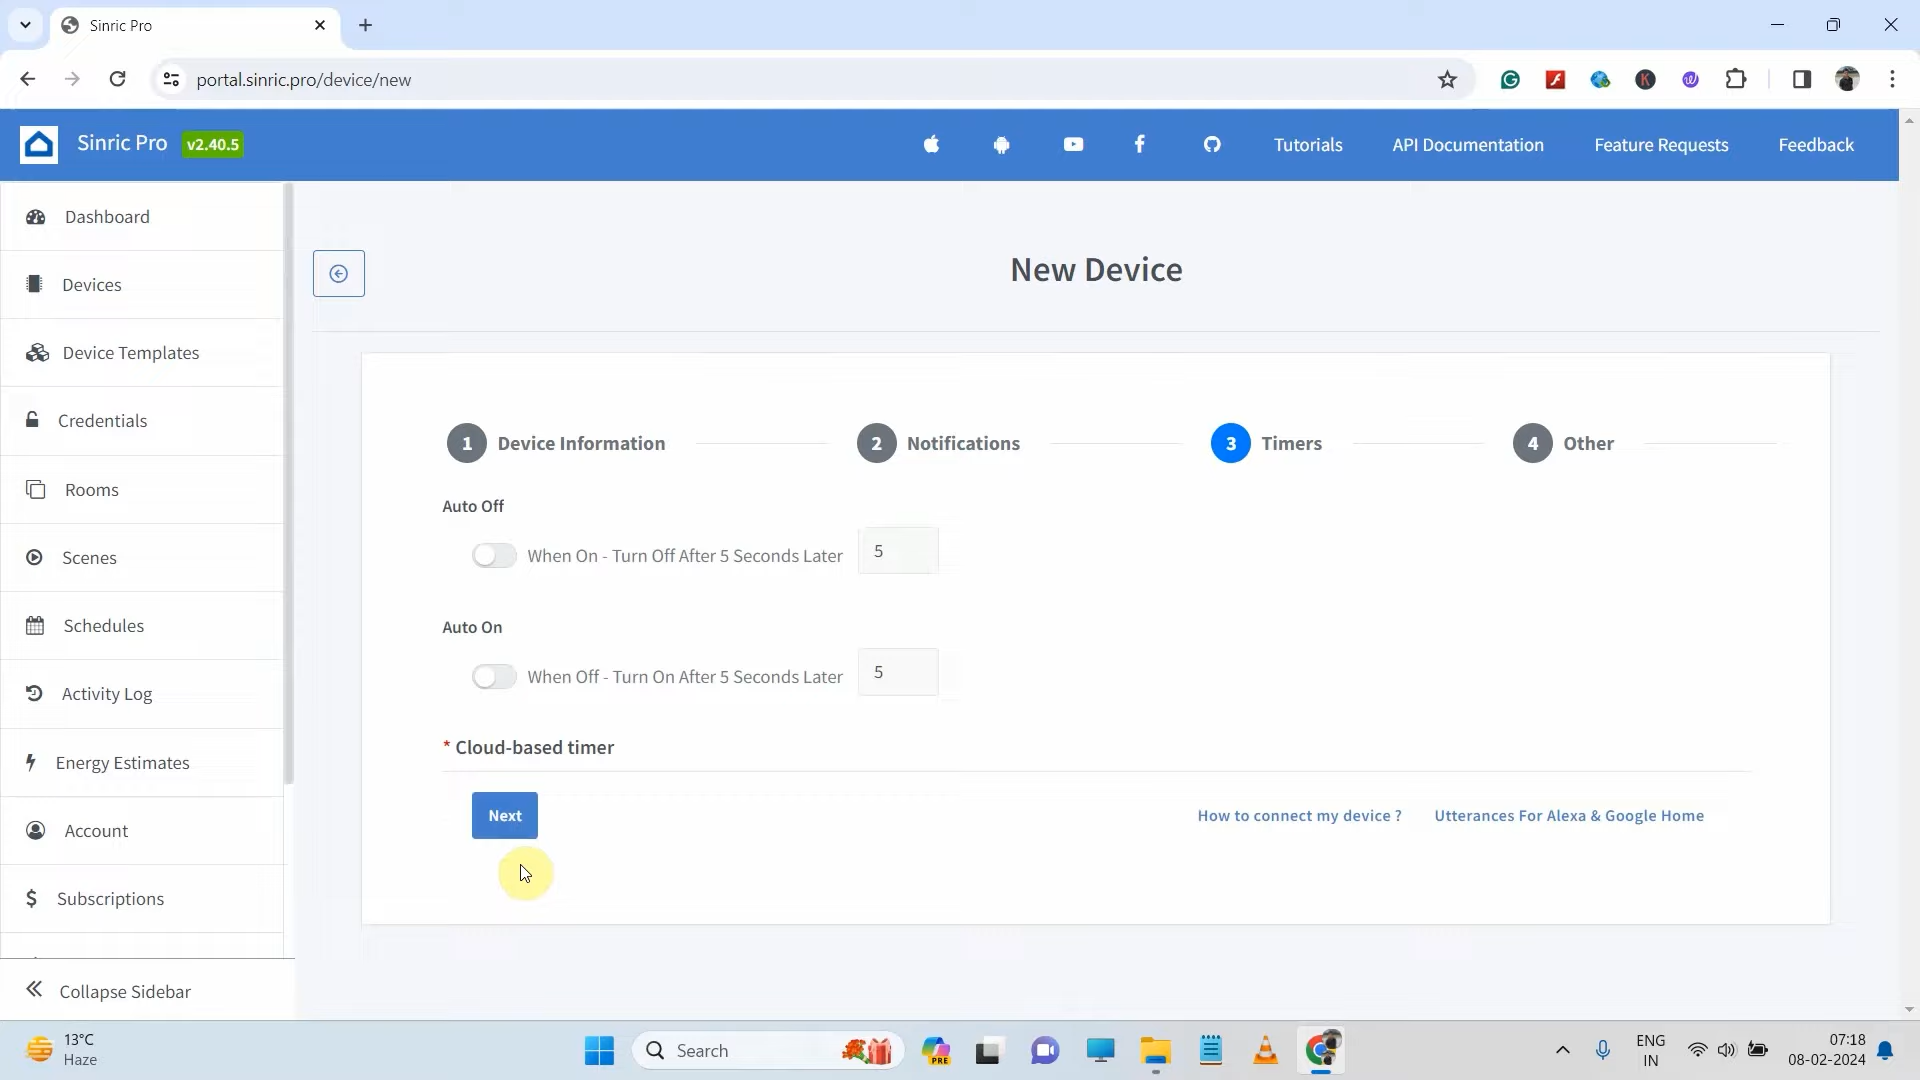 Sinric Pro
portal.sinric.pro/device/new
Sinric Pro v2.40.5
Tutorials
API Documentation
Feature Requests
Feedback
Dashboard
Devices
Device Templates
Credentials
Rooms
Scenes
Schedules
Activity Log
Energy Estimates
Account
Subscriptions
Collapse Sidebar
New Device
1 Device Information
2 Notifications
3 Timers
4 Other
Auto Off
When On - Turn Off After 5 Seconds Later 5
Auto On
When Off - Turn On After 5 Seconds Later 5
* Cloud-based timer
Next
How to connect my device ?
Utterances For Alexa & Google Home
13°C
Haze
Search
PRE
ENG
IN
07:18
08-02-2024